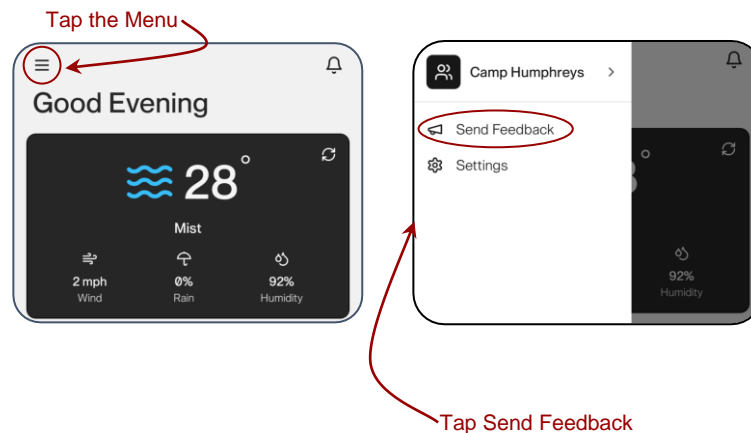 Tap the Menu
Good Evening
28°
Mist
2 mph
0%
92%
Wind
Rain
Humidity
Camp Humphreys
Send Feedback
Settings
92%
Humidity
Tap Send Feedback